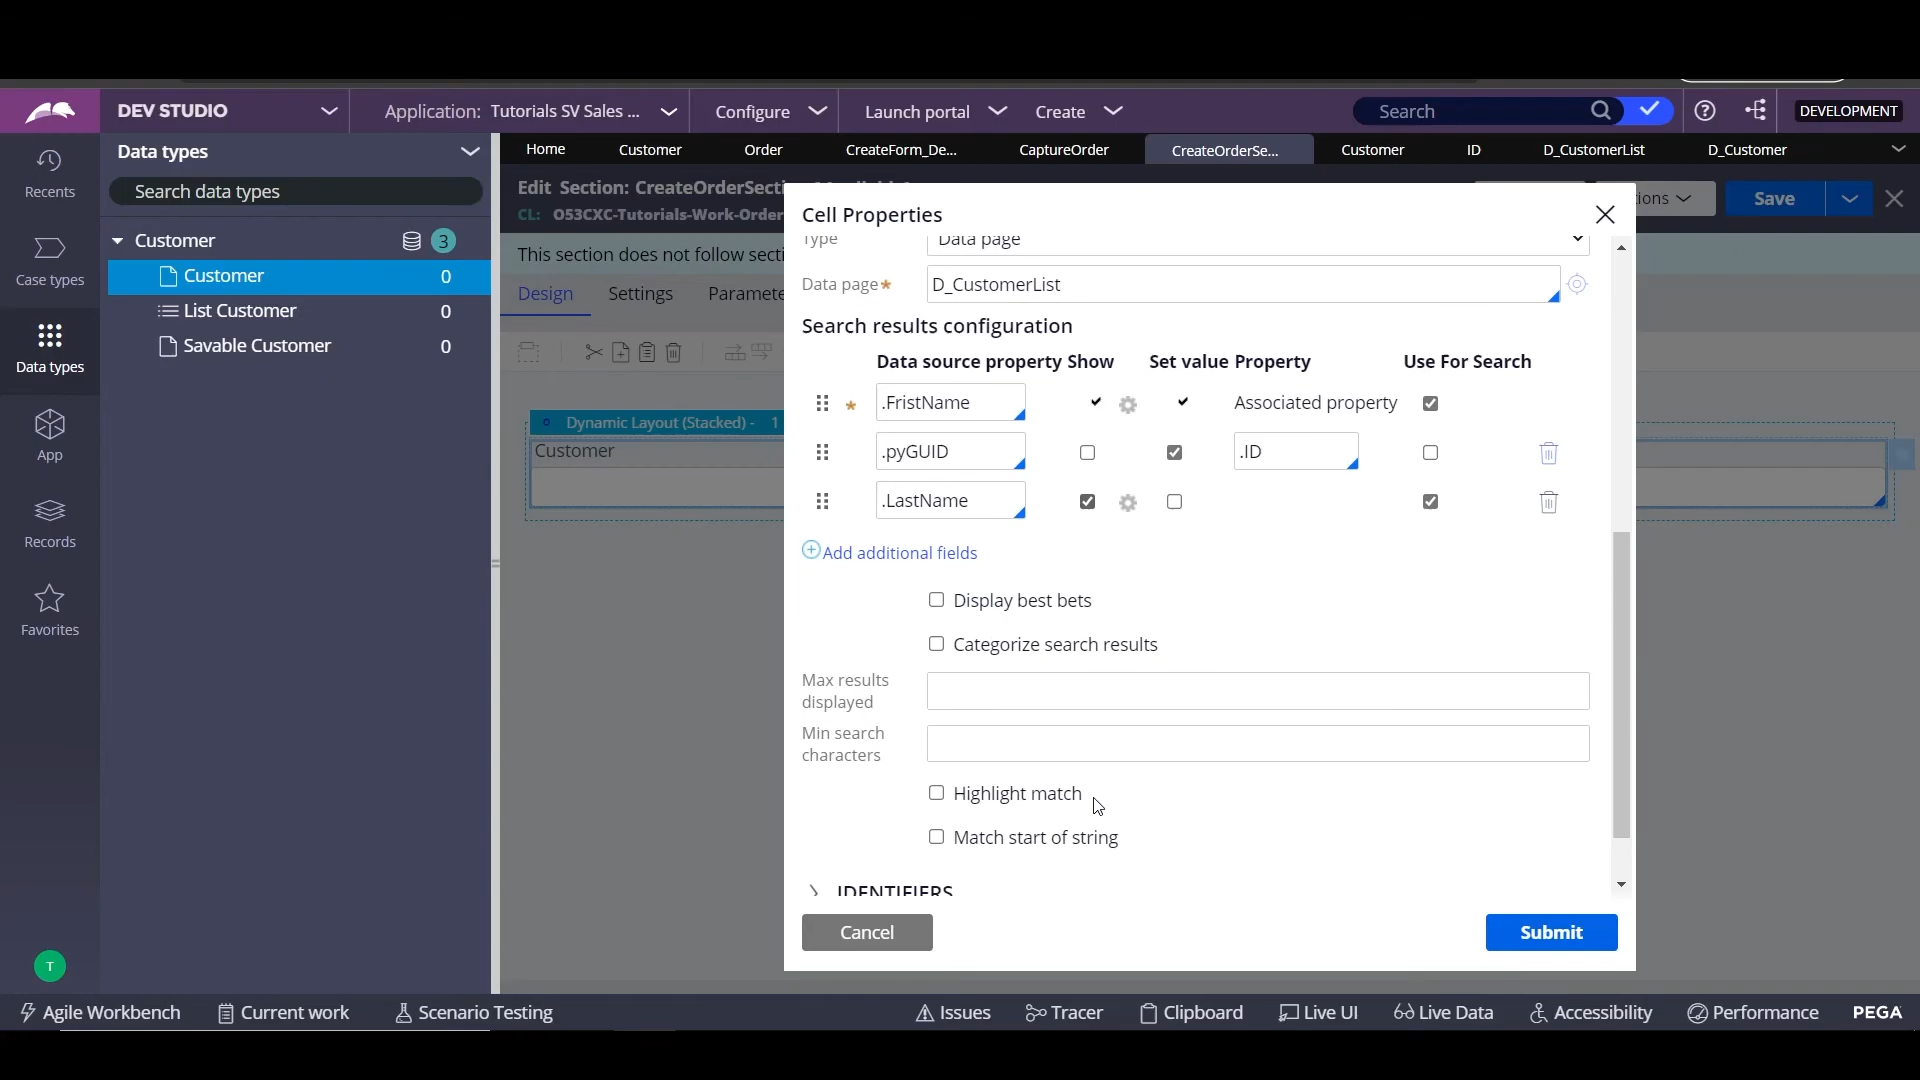 DEV STUDIO
Application: Tutorials SV Sales ...
Configure
Launch portal
Create
Search
DEVELOPMENT
Recents
Case types
Data types
App
Records
Favorites
T
Data types
Search data types
Customer 3
Customer 0
List Customer 0
Savable Customer 0
Home
Customer
Order
CreateForm_De...
CaptureOrder
CreateOrderSe...
Customer
ID
D_CustomerList
D_Customer
Edit Section: CreateOrderSecti
CL: O53CXC-Tutorials-Work-Order
ions
Save
This section does not follow secti
Design
Settings
Paramete
Dynamic Layout (Stacked) - 1
Customer
Cell Properties
Type Data page
Data page* D_CustomerList
Search results configuration
Data source property Show Set value Property Use For Search
* .FristName Associated property
.pyGUID .ID
.LastName
Add additional fields
Display best bets
Categorize search results
Max results
displayed
Min search
characters
Highlight match
Match start of string
IDENTIFIERS
Cancel
Submit
Agile Workbench
Current work
Scenario Testing
Issues
Tracer
Clipboard
Live UI
Live Data
Accessibility
Performance
PEGA